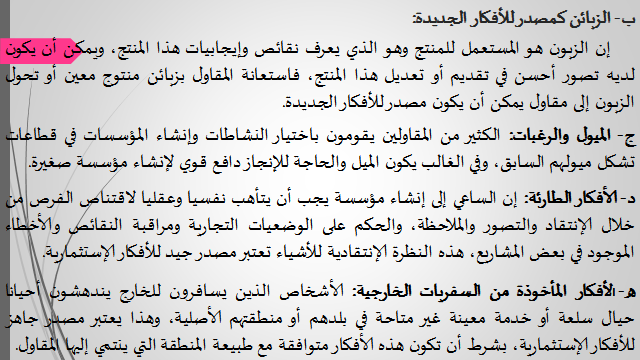 ب- الزبائن كمصدر للأفكار الجديدة:
إن الزبون هو المستعمل للمنتج وهو الذي يعرف نقائص وإيجابيات هذا المنتج، ويمكن أن يكون
لديه تصور أحسن في تقديم أو تعديل هذا المنتج، فاستعانة المقاول بزبائن منتوج معين أو تحول
الزبون إلى مقاول يمكن أن يكون مصدر للأفكار الجديدة.
ج- الميول والرغبات: الكثير من المقاولين يقومون باختيار النشاطات وإنشاء المؤسسات في قطاعات
تشكل ميولهم السابق، وفي الغالب يكون الميل والحاجة للإنجاز دافع قوي لإنشاء مؤسسة صغيرة.
د- الأفكار الطارئة: إن الساعي إلى إنشاء مؤسسة يجب أن يتأهب نفسيا وعقليا لاقتناص الفرص من
خلال الإنتقاد والتصور والملاحظة، والحكم على الوضعيات التجارية ومراقبة النقائص والأخطاء
الموجود في بعض المشاريع، هذه النظرة الإنتقادية للأشياء تعتبر مصدر جيد للأفكار الإستثمارية.
ه- الأفكار المأخوذة من السفريات الخارجية: الأشخاص الذين يسافرون للخارج يندهشون أحيانا
حيال سلعة أو خدمة معينة غير متاحة في بلدهم أو منطقتهم الأصلية، وهذا يعتبر مصدر جاهز
للأفكار الإستثمارية، بشرط أن تكون هذه الأفكار متوافقة مع طبيعة المنطقة التي ينتمي إليها المقاول.